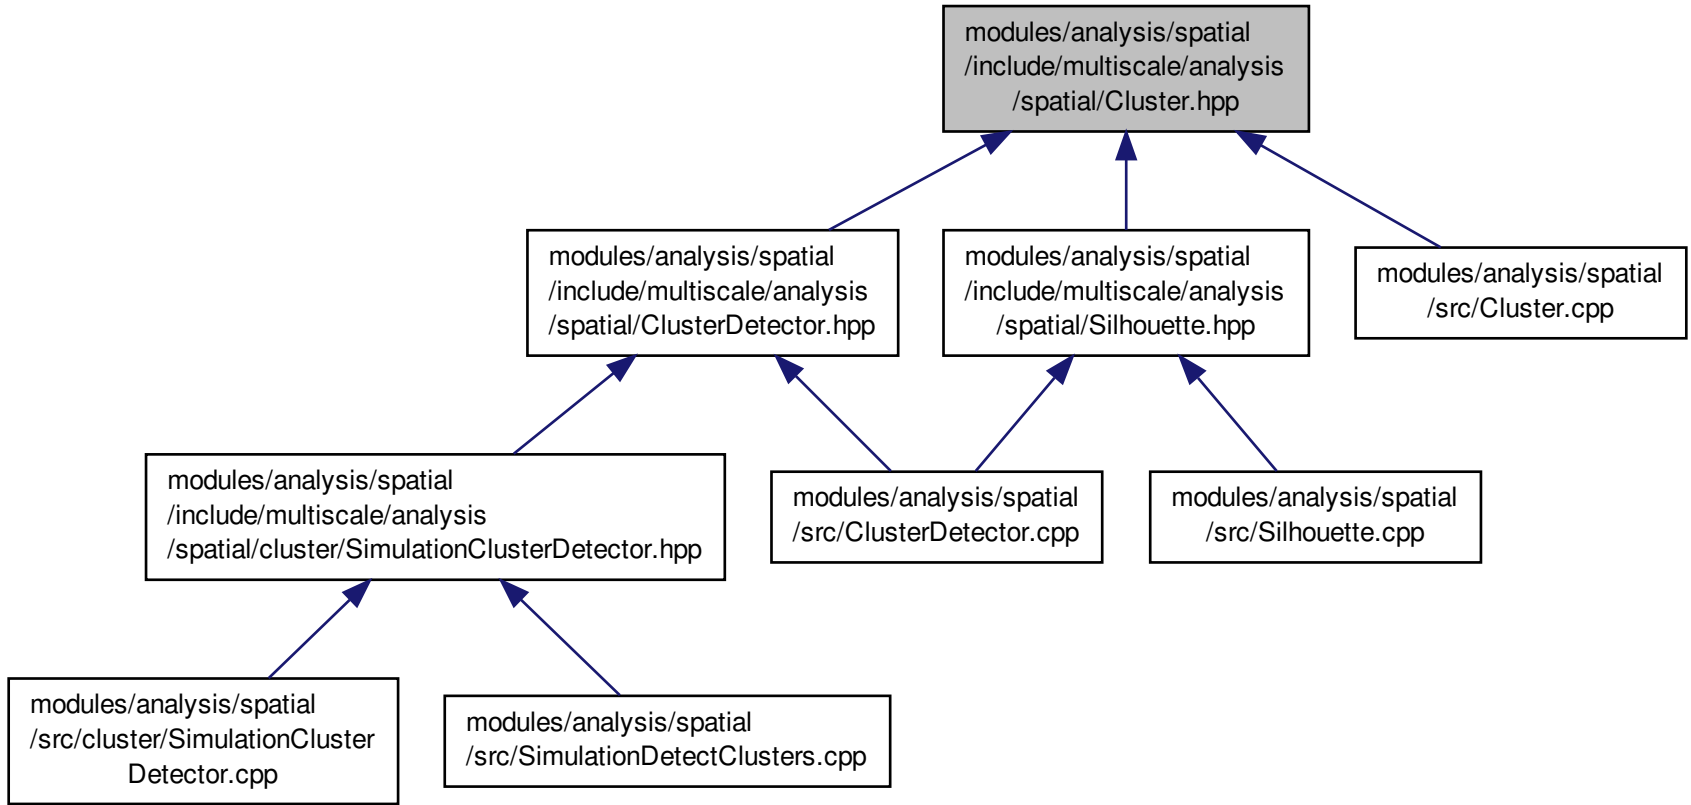 modules/analysis/spatial
/include/multiscale/analysis
/spatial/Cluster.hpp
modules/analysis/spatial
/include/multiscale/analysis
/spatial/ClusterDetector.hpp
modules/analysis/spatial
/include/multiscale/analysis
/spatial/Silhouette.hpp
modules/analysis/spatial
/src/Cluster.cpp
modules/analysis/spatial
/include/multiscale/analysis
/spatial/cluster/SimulationClusterDetector.hpp
modules/analysis/spatial
/src/ClusterDetector.cpp
modules/analysis/spatial
/src/Silhouette.cpp
modules/analysis/spatial
/src/cluster/SimulationCluster
Detector.cpp
modules/analysis/spatial
/src/SimulationDetectClusters.cpp